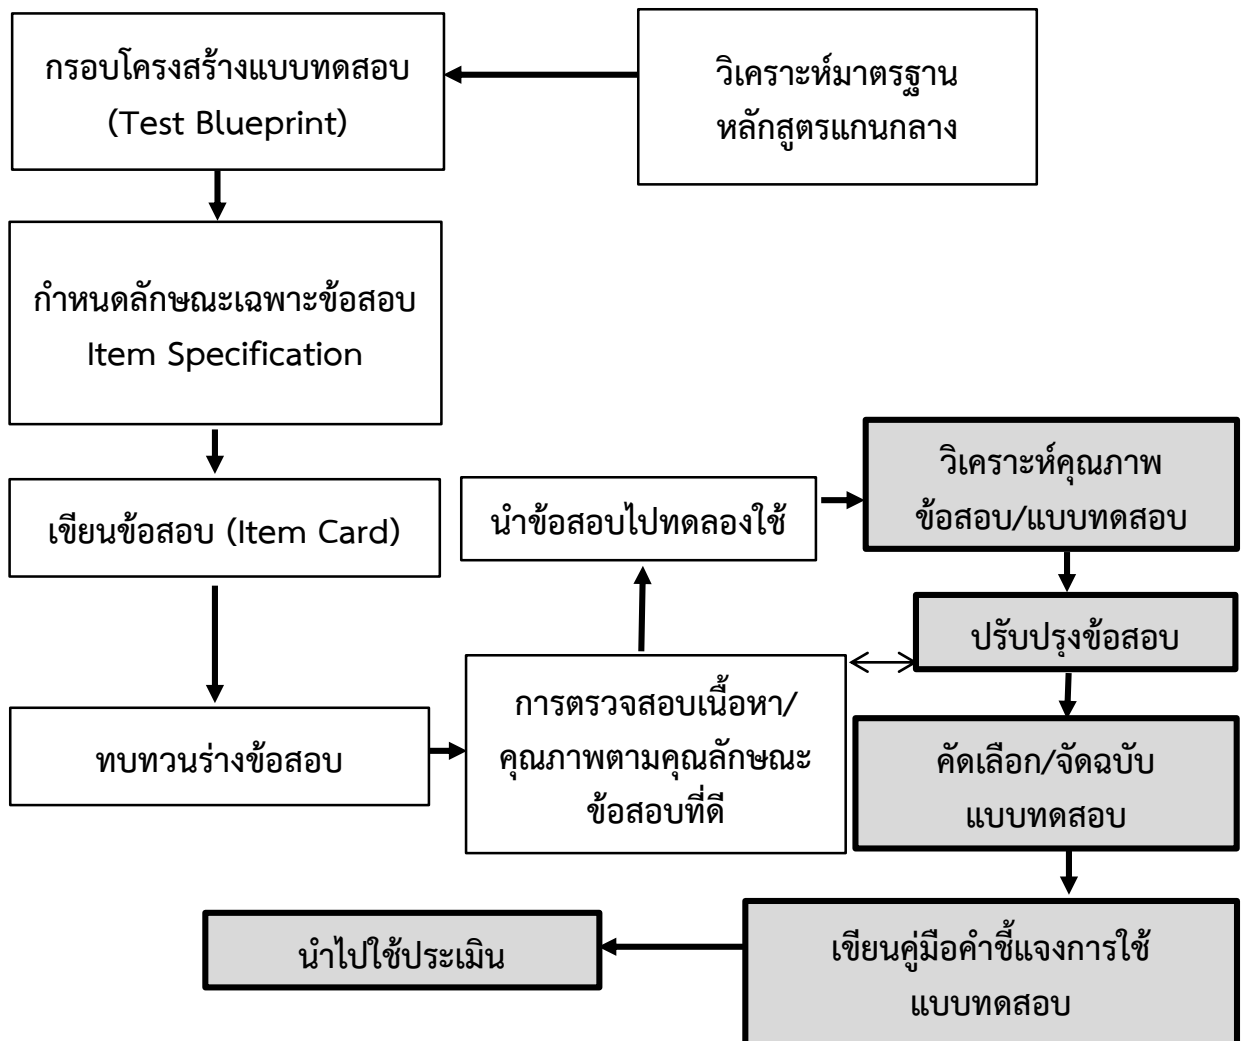 กรอบโครงสร้างแบบทดสอบ
(Test Blueprint)
วิเคราะห์มาตรฐาน
หลักสูตรแกนกลาง
กำหนดลักษณะเฉพาะข้อสอบ
Item Specification
เขียนข้อสอบ (Item Card)
นำข้อสอบไปทดลองใช้
วิเคราะห์คุณภาพ
ข้อสอบ/แบบทดสอบ
ปรับปรุงข้อสอบ
ทบทวนร่างข้อสอบ
การตรวจสอบเนื้อหา/
คุณภาพตามคุณลักษณะ
ข้อสอบที่ดี
คัดเลือก/จัดฉบับ
แบบทดสอบ
นำไปใช้ประเมิน
เขียนคู่มือคำชี้แจงการใช้
แบบทดสอบ